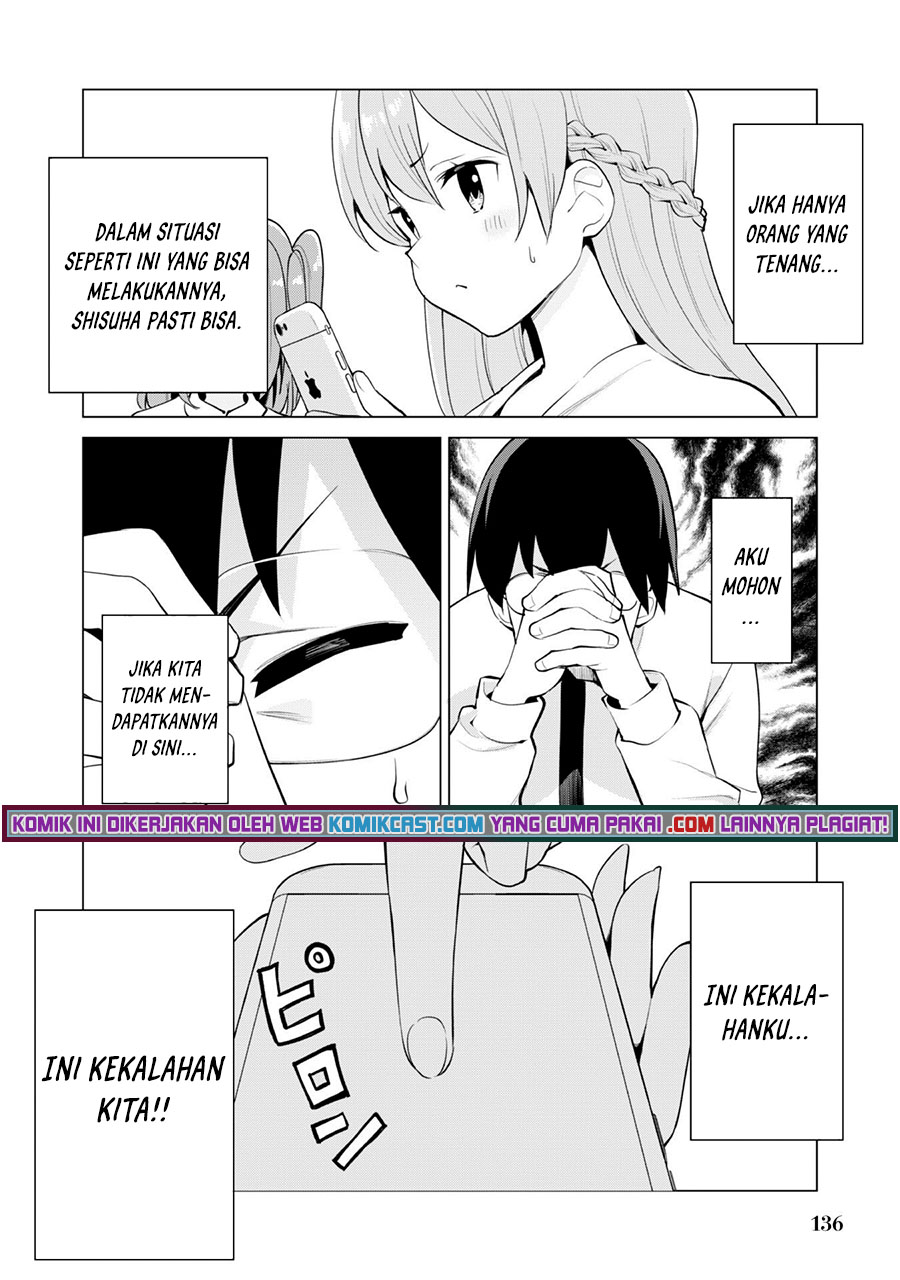 JIKA HANYA
ORANG YANG
TENANG...
DALAM SITUASI
SEPERTI INI YANG BISA
MELAKUKANNYA,
SHISUHA PASTI BISA.
AKU
MOHON
...
JIKA KITA
TIDAK MEN-
DAPATKANNYA
DI SINI...
KOMIK INI DIKERJAKAN OLEH WEB KOMIKCAST.COM YANG CUMA PAKAI .COM LAINNYA PLAGIAT!
INI KEKALA-
HANKU...
ピロン
INI KEKALAHAN
KITA!!
136